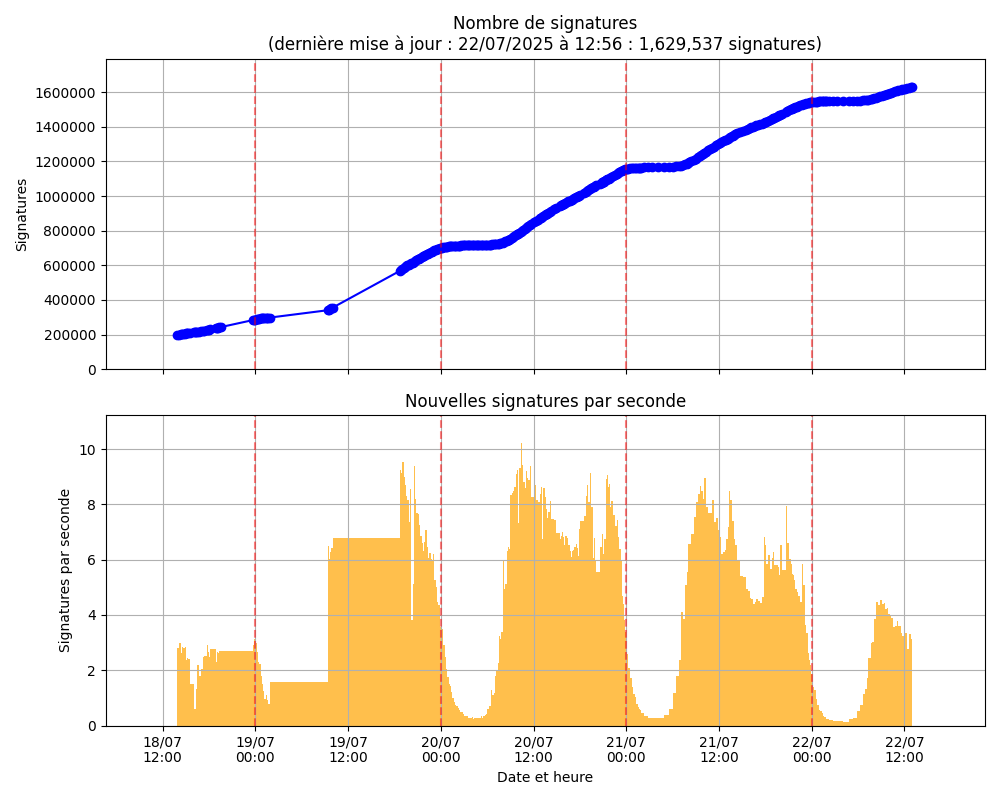 Nombre de signatures
(dernière mise à jour : 22/07/2025 à 12:56 : 1,629,537 signatures)
1600000
1400000
1200000
1000000
800000
600000
400000
200000
0
Signatures
Nouvelles signatures par seconde
10
8
6
4
2
0
Signatures par seconde
18/07 19/07 19/07 20/07 20/07 21/07 21/07 22/07 22/07
12:00 00:00 12:00 00:00 12:00 00:00 12:00 00:00 12:00
Date et heure